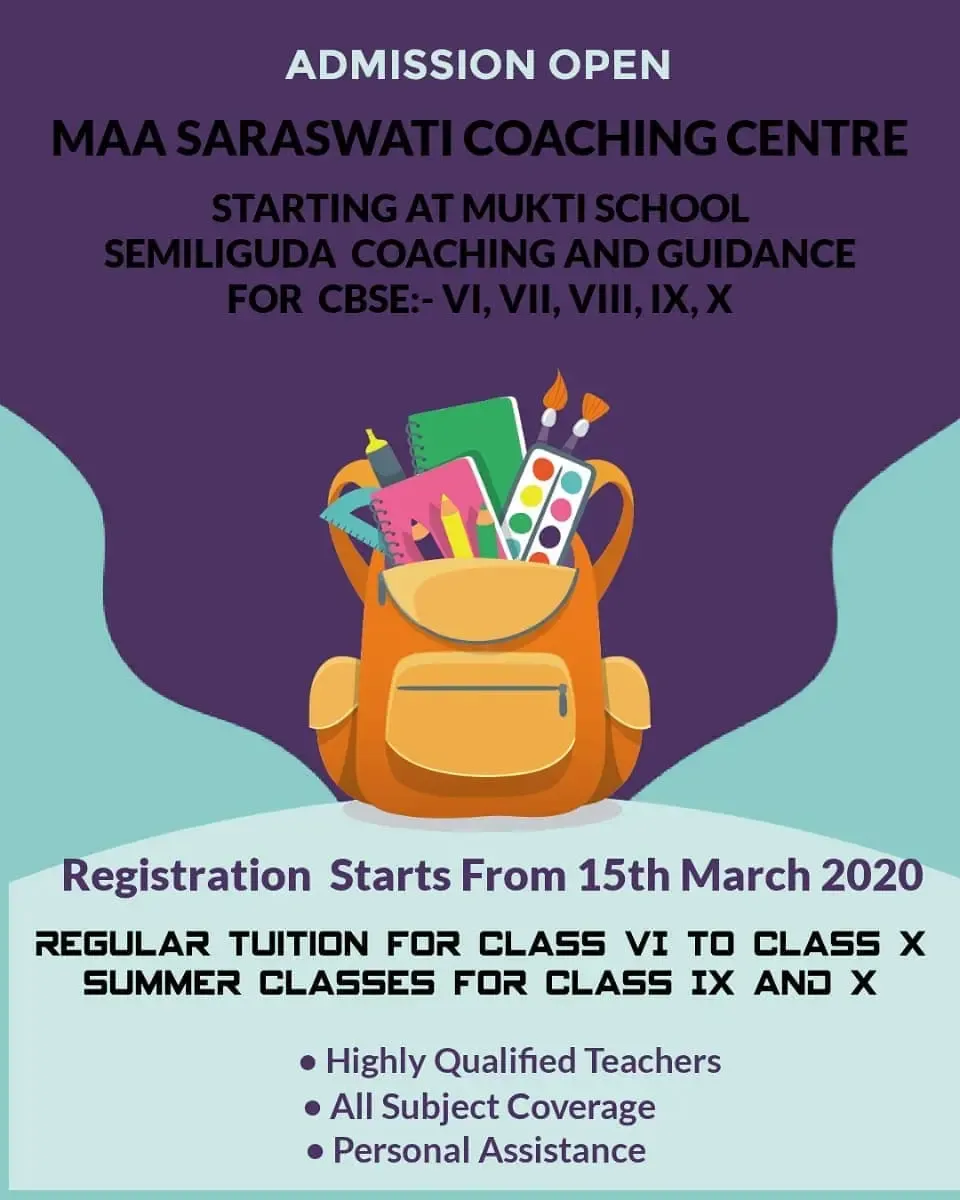 ADMISSION OPEN
MAA SARASWATI COACHING CENTRE
STARTING AT MUKTI SCHOOL
SEMILIGUDA COACHING AND GUIDANCE
FOR CBSE:- VI, VII, VIII, IX, X
Registration Starts From 15th March 2020
REGULAR TUITION FOR CLASS VI TO CLASS X
SUMMER CLASSES FOR CLASS IX AND X
• Highly Qualified Teachers
• All Subject Coverage
• Personal Assistance